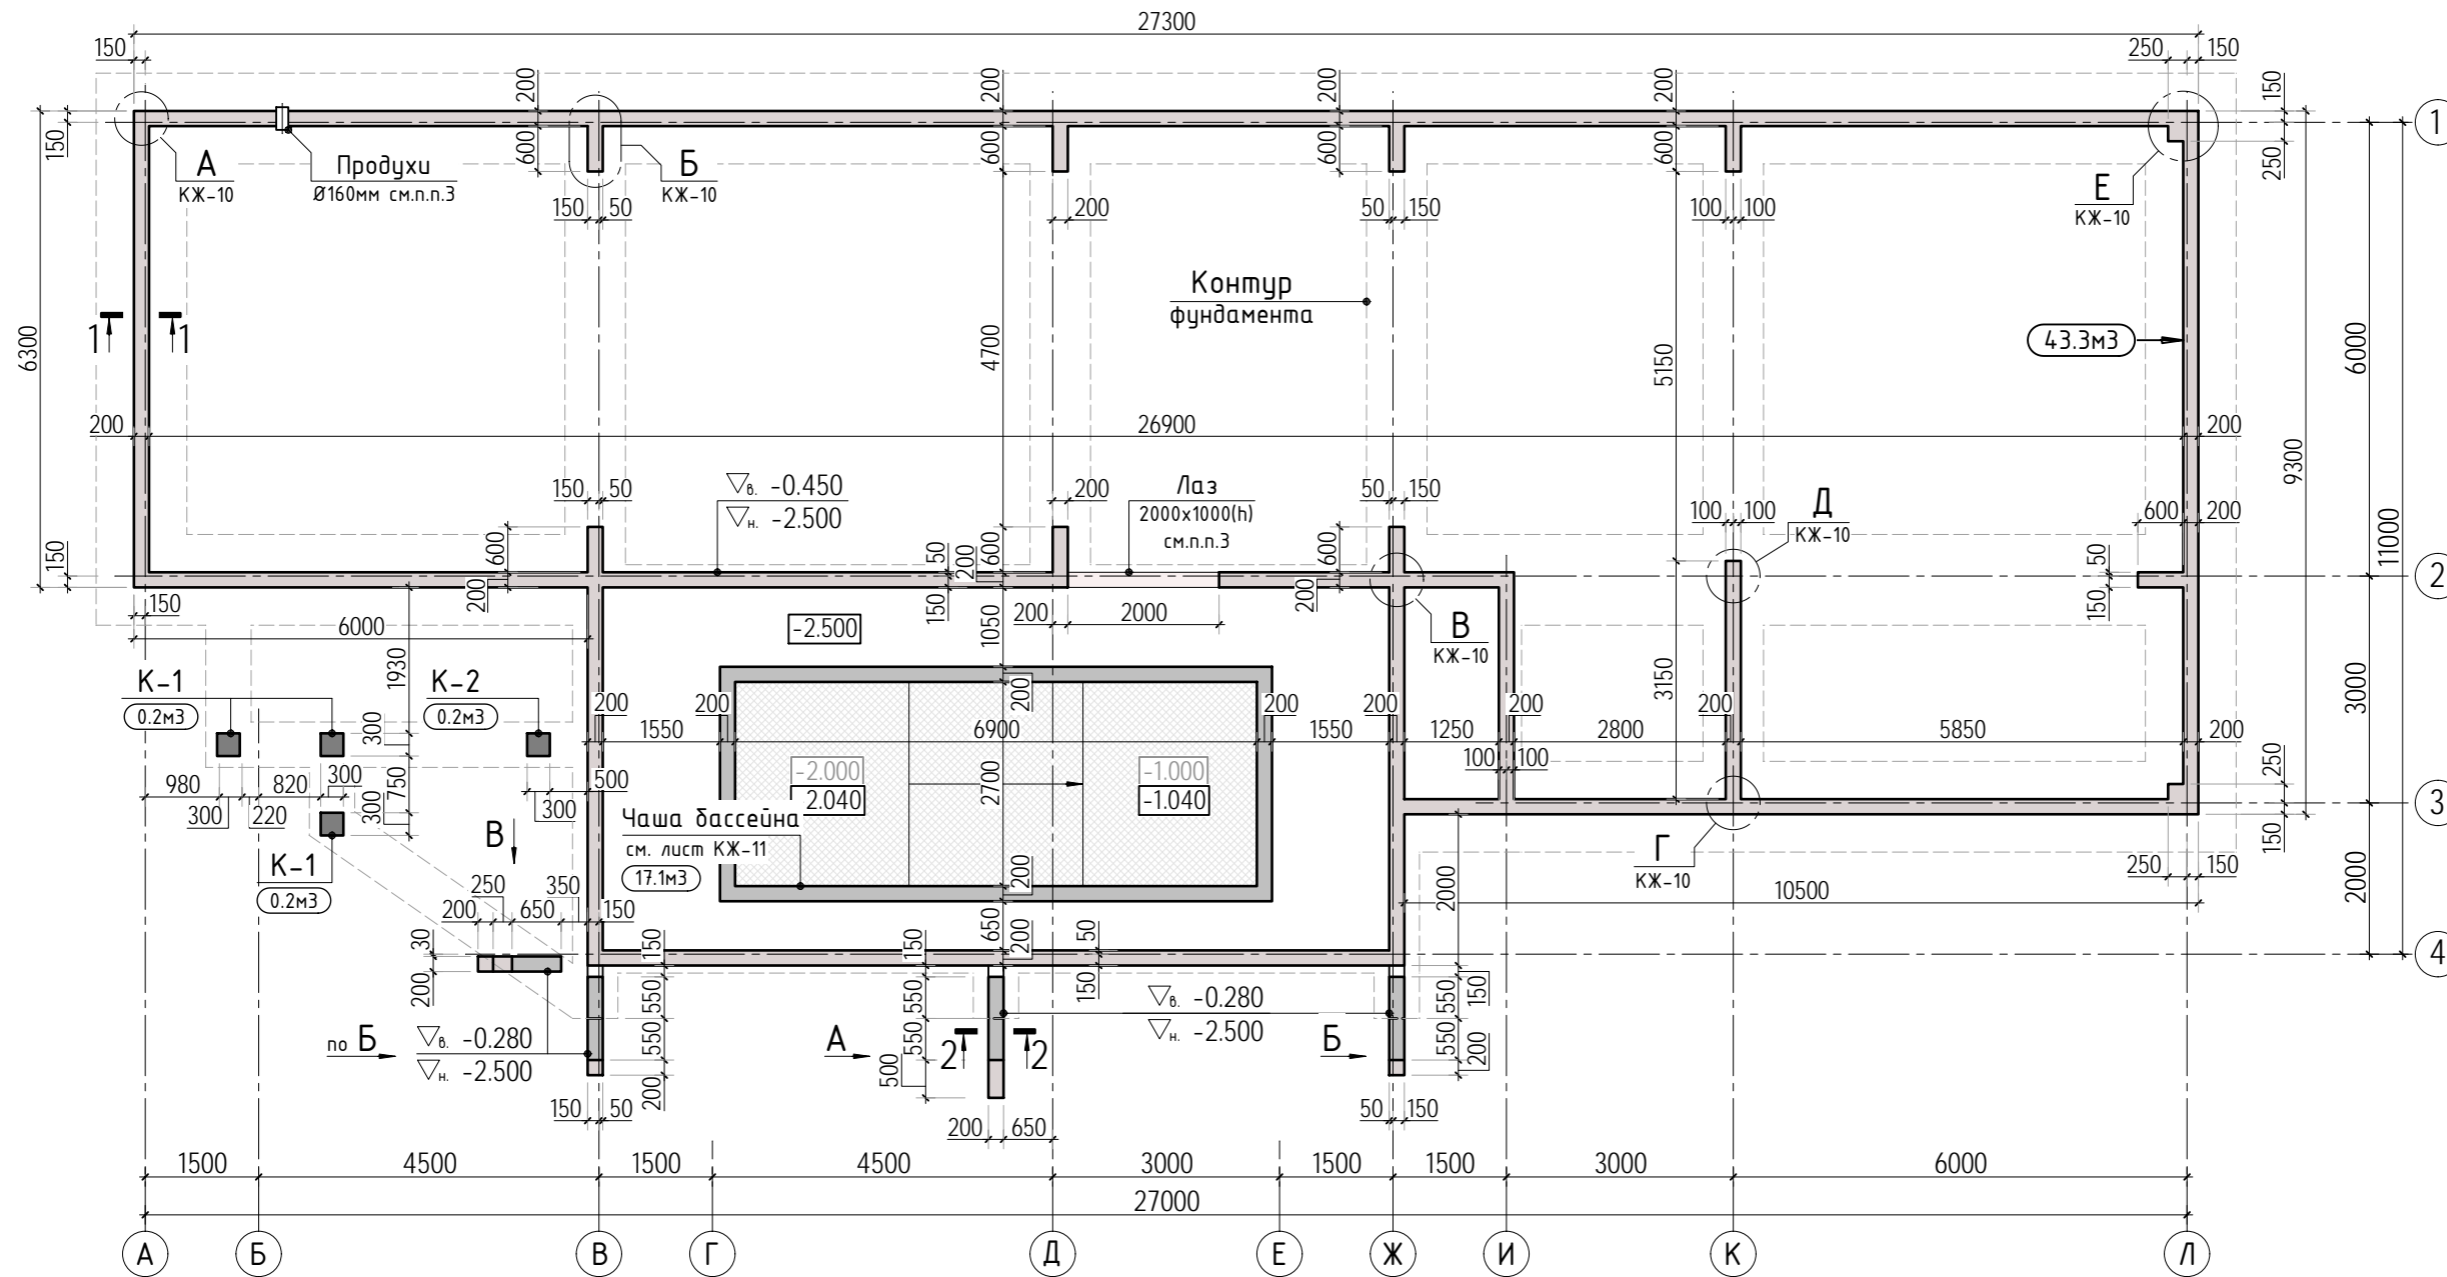 27300
150
250
150
200
200
200
200
150
1
150
600
600
600
600
250
А
КЖ-10
Продухи
Ø160мм см.п.п.3
Б
КЖ-10
Е
КЖ-10
150
50
200
50
150
100
100
Контур
фундамента
1
1
6300
4700
5150
43.3м3
6000
200
26900
200
9300
11000
▽в. -0.450
▽н. -2.500
150
50
200
Лаз
2000х1000(h)
см.п.п.3
50
150
100
100
Д
КЖ-10
600
200
150
600
200
50
200
600
150
600
200
50
150
2
150
6000
-2.500
1050
200
2000
В
КЖ-10
1930
3150
3000
К-1
0.2м3
К-2
0.2м3
200
200
200
200
200
200
200
300
1550
6900
1550
1250
2800
5850
200
100
100
980
820
300
750
500
-2.000
-2.040
2700
-1.000
-1.040
250
300
220
300
300
3
Чаша бассейна
см. лист КЖ-11
17.1м3
200
В
К-1
0.2м3
Г
КЖ-10
150
250
150
10500
2000
2000
250
350
200
650
150
650
200
30
200
150
150
50
150
4
550
550
200
550
550
500
150
550
550
200
▽в. -0.280
▽н. -2.500
по Б
▽в. -0.280
▽н. -2.500
А
2
2
Б
150
50
200
650
50
150
1500
4500
1500
4500
3000
1500
1500
3000
6000
27000
А
Б
В
Г
Д
Е
Ж
И
К
Л